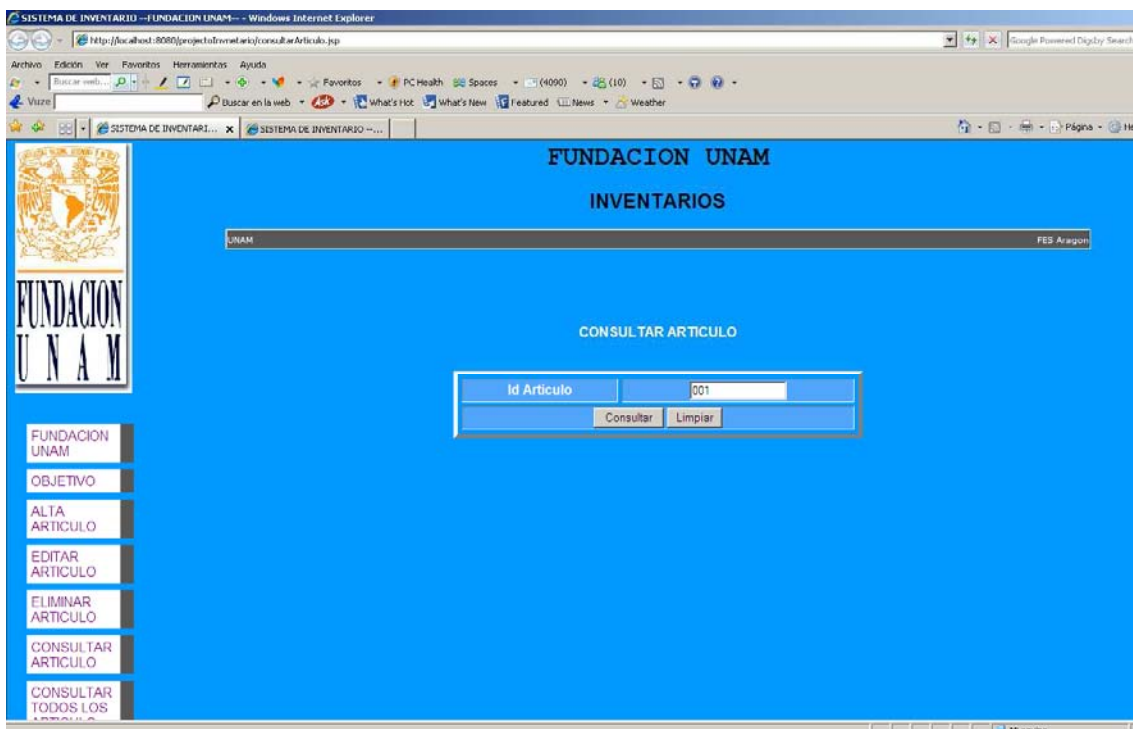 SISTEMA DE INVENTARIO --FUNDACION UNAM-- - Windows Internet Explorer
http://localhost:8080/projectoInvnetario/consultarArticulo.jsp
Google Powered Digsby Search
Archivo Edición Ver Favoritos Herramientas Ayuda
Buscar web... Favoritos PC Health Spaces (4090) (10)
Vuze Buscar en la web Ask What's Hot What's New Featured News Weather
SISTEMA DE INVENTARI... SISTEMA DE INVENTARIO --... Página
FUNDACION UNAM
INVENTARIOS
UNAM FES Aragon
FUNDACION
UNAM
CONSULTAR ARTICULO
Id Articulo 001
Consultar Limpiar
FUNDACION
UNAM
OBJETIVO
ALTA
ARTICULO
EDITAR
ARTICULO
ELIMINAR
ARTICULO
CONSULTAR
ARTICULO
CONSULTAR
TODOS LOS